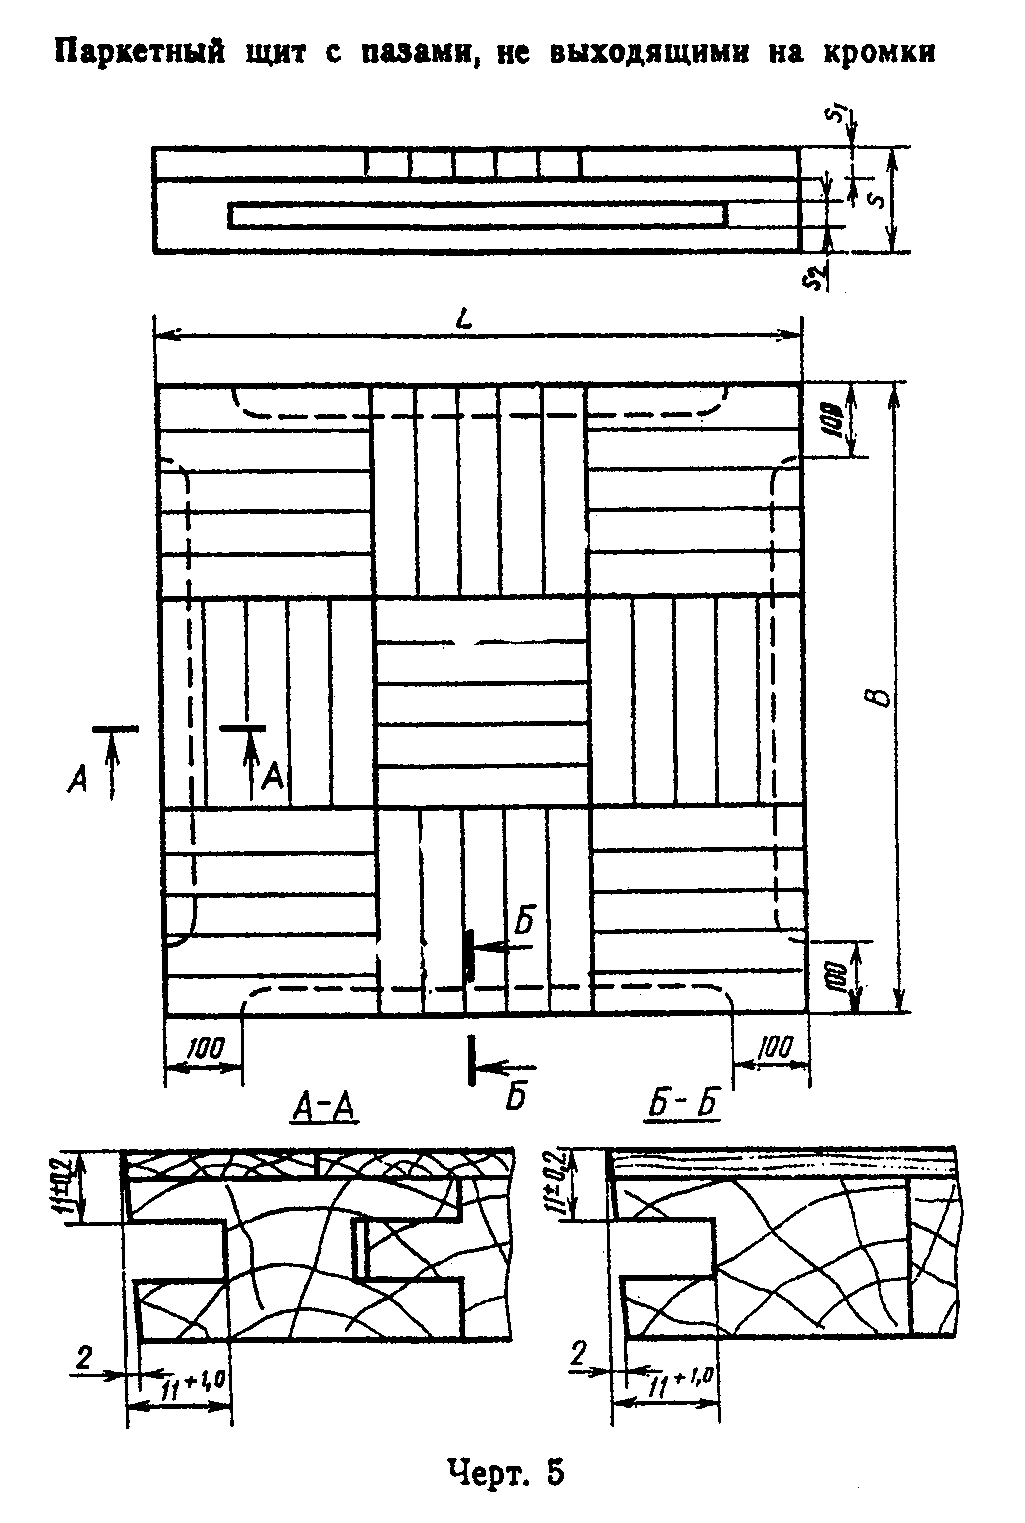 Паркетный щит с пазами, не выходящими на кромки
s1
s
s2
L
100
B
А
А
Б
100
100
100
Б
А-А
Б-Б
11±0,2
11±0,2
2
11+1,0
2
11+1,0
Черт. 5